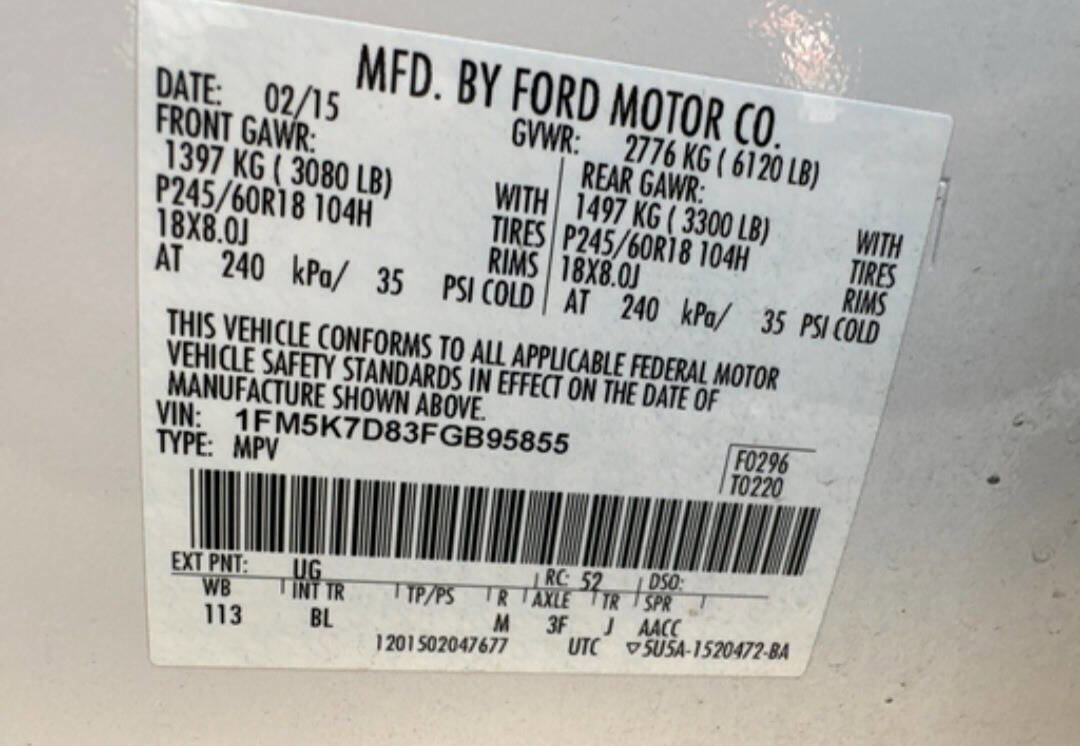 MFD. BY FORD MOTOR CO.
DATE: 02/15 GVWR: 2776 KG ( 6120 LB)
FRONT GAWR: REAR GAWR:
1397 KG ( 3080 LB) WITH 1497 KG ( 3300 LB) WITH
P245/60R18 104H TIRES P245/60R18 104H TIRES
18X8.0J RIMS 18X8.0J RIMS
AT 240 kPa/ 35 PSI COLD AT 240 kPa/ 35 PSI COLD
THIS VEHICLE CONFORMS TO ALL APPLICABLE FEDERAL MOTOR
VEHICLE SAFETY STANDARDS IN EFFECT ON THE DATE OF
MANUFACTURE SHOWN ABOVE.
VIN: 1FM5K7D83FGB95855
TYPE: MPV
F0296
T0220
EXT PNT: UG RC: 52 DSO:
WB INT TR TP/PS R AXLE TR SPR
113 BL M 3F J AACC
1201502047677 UTC ▽5U5A-1520472-BA